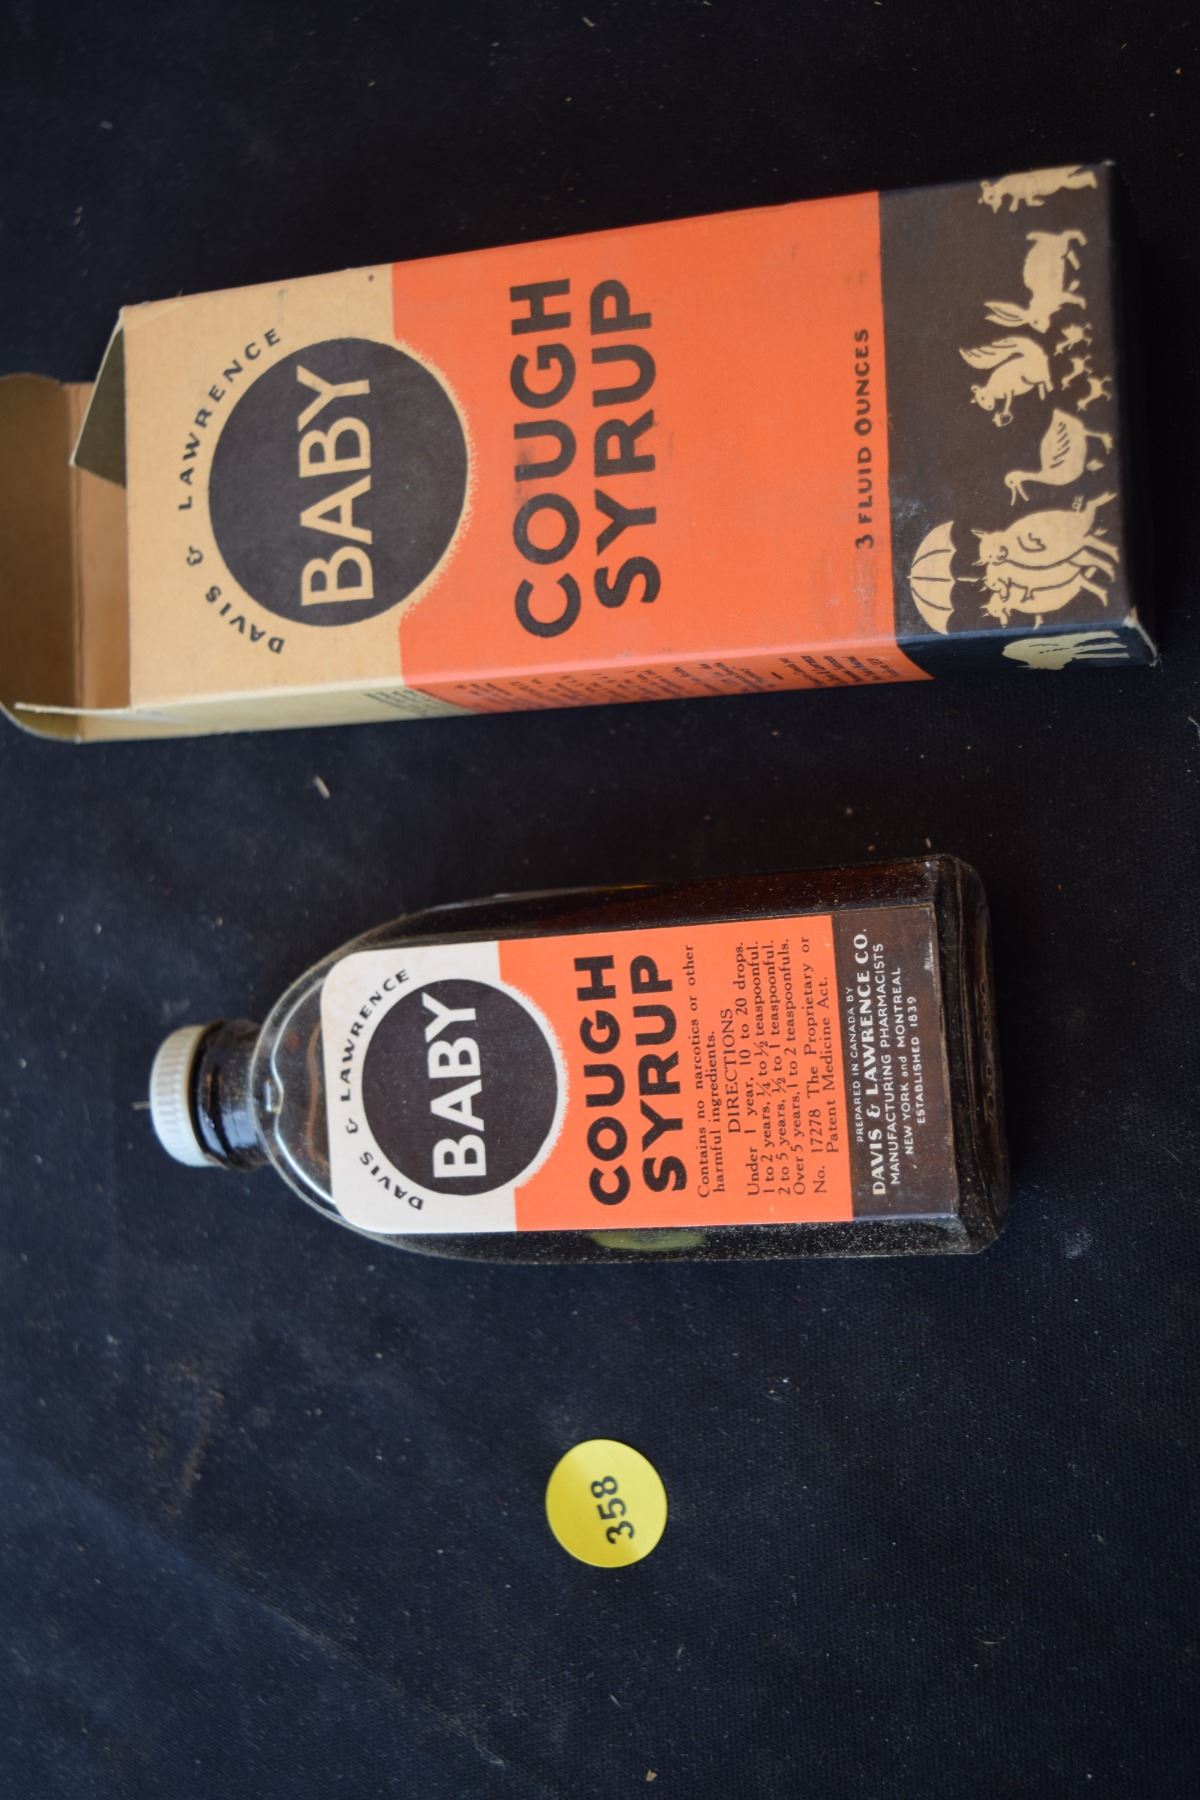 DAVIS & LAWRENCE
BABY
COUGH
SYRUP
3 FLUID OUNCES
DAVIS & LAWRENCE
BABY
COUGH
SYRUP
Contains no narcotics or other
harmful ingredients.
DIRECTIONS
Under 1 year, 10 to 20 drops.
1 to 2 years, ¼ to ½ teaspoonful.
2 to 5 years, ½ to 1 teaspoonful.
Over 5 years, 1 to 2 teaspoonfuls.
No. 17278 The Proprietary or
Patent Medicine Act.
PREPARED IN CANADA BY
DAVIS & LAWRENCE CO.
MANUFACTURING PHARMACISTS
NEW YORK and MONTREAL
ESTABLISHED 1839
358